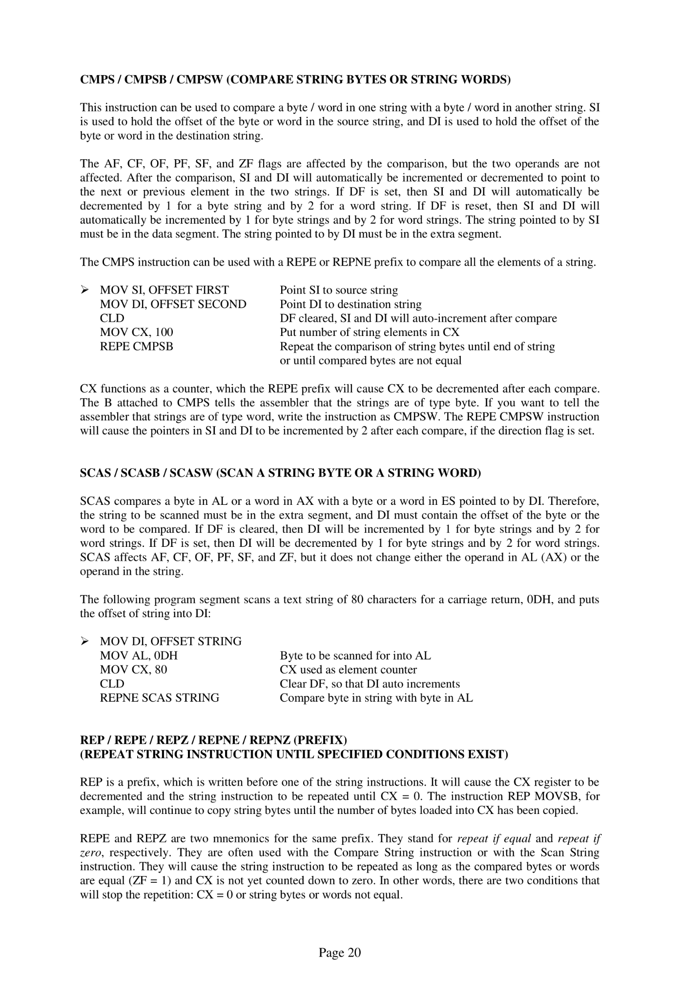 CMPS / CMPSB / CMPSW (COMPARE STRING BYTES OR STRING WORDS)
This instruction can be used to compare a byte / word in one string with a byte / word in another string. SI
is used to hold the offset of the byte or word in the source string, and DI is used to hold the offset of the
byte or word in the destination string.
The AF, CF, OF, PF, SF, and ZF flags are affected by the comparison, but the two operands are not
affected. After the comparison, SI and DI will automatically be incremented or decremented to point to
the next or previous element in the two strings. If DF is set, then SI and DI will automatically be
decremented by 1 for a byte string and by 2 for a word string. If DF is reset, then SI and DI will
automatically be incremented by 1 for byte strings and by 2 for word strings. The string pointed to by SI
must be in the data segment. The string pointed to by DI must be in the extra segment.
The CMPS instruction can be used with a REPE or REPNE prefix to compare all the elements of a string.
➢ MOV SI, OFFSET FIRST Point SI to source string
MOV DI, OFFSET SECOND Point DI to destination string
CLD DF cleared, SI and DI will auto-increment after compare
MOV CX, 100 Put number of string elements in CX
REPE CMPSB Repeat the comparison of string bytes until end of string
or until compared bytes are not equal
CX functions as a counter, which the REPE prefix will cause CX to be decremented after each compare.
The B attached to CMPS tells the assembler that the strings are of type byte. If you want to tell the
assembler that strings are of type word, write the instruction as CMPSW. The REPE CMPSW instruction
will cause the pointers in SI and DI to be incremented by 2 after each compare, if the direction flag is set.
SCAS / SCASB / SCASW (SCAN A STRING BYTE OR A STRING WORD)
SCAS compares a byte in AL or a word in AX with a byte or a word in ES pointed to by DI. Therefore,
the string to be scanned must be in the extra segment, and DI must contain the offset of the byte or the
word to be compared. If DF is cleared, then DI will be incremented by 1 for byte strings and by 2 for
word strings. If DF is set, then DI will be decremented by 1 for byte strings and by 2 for word strings.
SCAS affects AF, CF, OF, PF, SF, and ZF, but it does not change either the operand in AL (AX) or the
operand in the string.
The following program segment scans a text string of 80 characters for a carriage return, 0DH, and puts
the offset of string into DI:
➢ MOV DI, OFFSET STRING
MOV AL, 0DH Byte to be scanned for into AL
MOV CX, 80 CX used as element counter
CLD Clear DF, so that DI auto increments
REPNE SCAS STRING Compare byte in string with byte in AL
REP / REPE / REPZ / REPNE / REPNZ (PREFIX)
(REPEAT STRING INSTRUCTION UNTIL SPECIFIED CONDITIONS EXIST)
REP is a prefix, which is written before one of the string instructions. It will cause the CX register to be
decremented and the string instruction to be repeated until CX = 0. The instruction REP MOVSB, for
example, will continue to copy string bytes until the number of bytes loaded into CX has been copied.
REPE and REPZ are two mnemonics for the same prefix. They stand for repeat if equal and repeat if
zero, respectively. They are often used with the Compare String instruction or with the Scan String
instruction. They will cause the string instruction to be repeated as long as the compared bytes or words
are equal (ZF = 1) and CX is not yet counted down to zero. In other words, there are two conditions that
will stop the repetition: CX = 0 or string bytes or words not equal.
Page 20